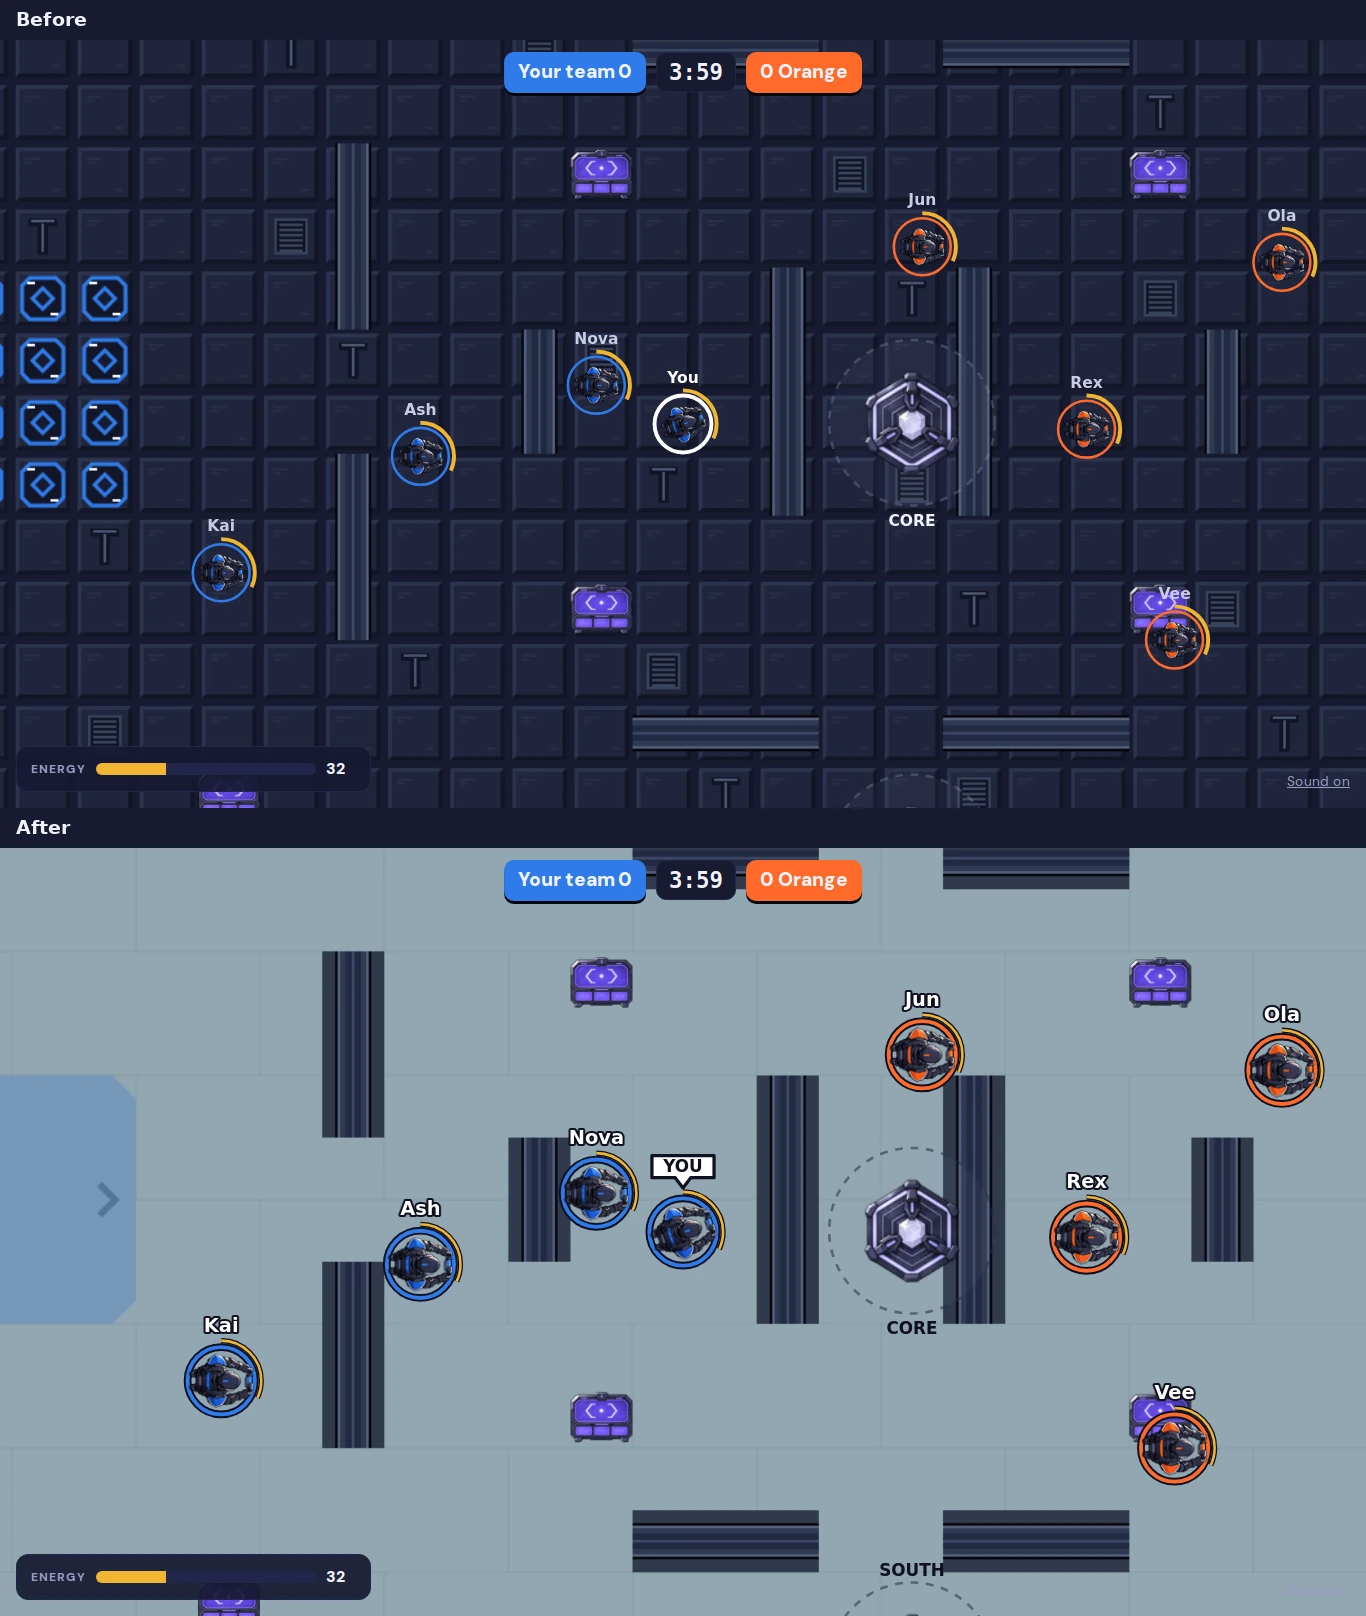 Before
Your team 0 3:59 0 Orange
Jun
Ola
Nova
You
Rex
Ash
CORE
Kai
Vee
ENERGY 32
Sound on
After
Your team 0 3:59 0 Orange
Jun
Ola
Nova
YOU
Rex
Ash
Kai
CORE
Vee
SOUTH
ENERGY 32